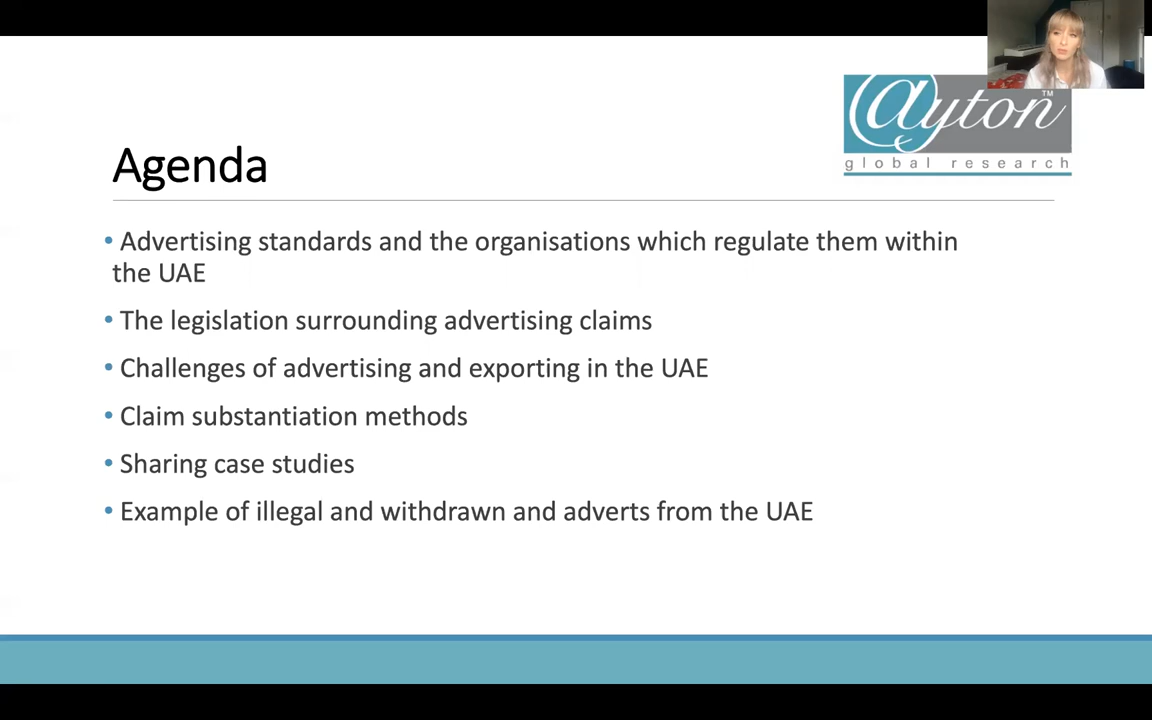 @yton™
global research
Agenda
• Advertising standards and the organisations which regulate them within
the UAE
• The legislation surrounding advertising claims
• Challenges of advertising and exporting in the UAE
• Claim substantiation methods
• Sharing case studies
• Example of illegal and withdrawn and adverts from the UAE